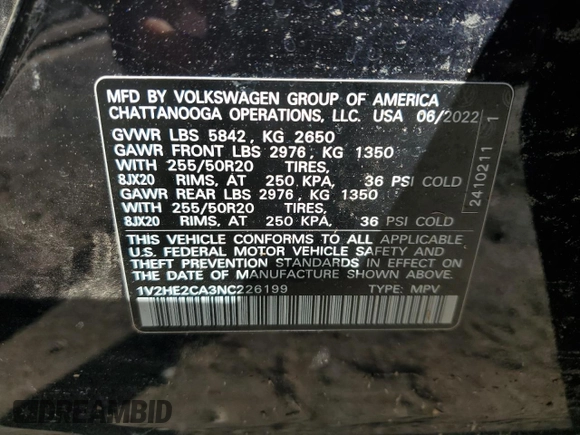 MFD BY VOLKSWAGEN GROUP OF AMERICA
CHATTANOOGA OPERATIONS, LLC. USA 06/2022
GVWR LBS 5842, KG 2650
GAWR FRONT LBS 2976, KG 1350
WITH 255/50R20 TIRES,
8JX20 RIMS, AT 250 KPA, 36 PSI COLD
GAWR REAR LBS 2976, KG 1350
WITH 255/50R20 TIRES,
8JX20 RIMS, AT 250 KPA, 36 PSI COLD
THIS VEHICLE CONFORMS TO ALL APPLICABLE
U.S. FEDERAL MOTOR VEHICLE SAFETY AND
THEFT PREVENTION STANDARDS IN EFFECT ON
THE DATE OF MANUFACTURE SHOWN ABOVE.
1V2HE2CA3NC226199 TYPE: MPV
2410211 1
DREAMBID